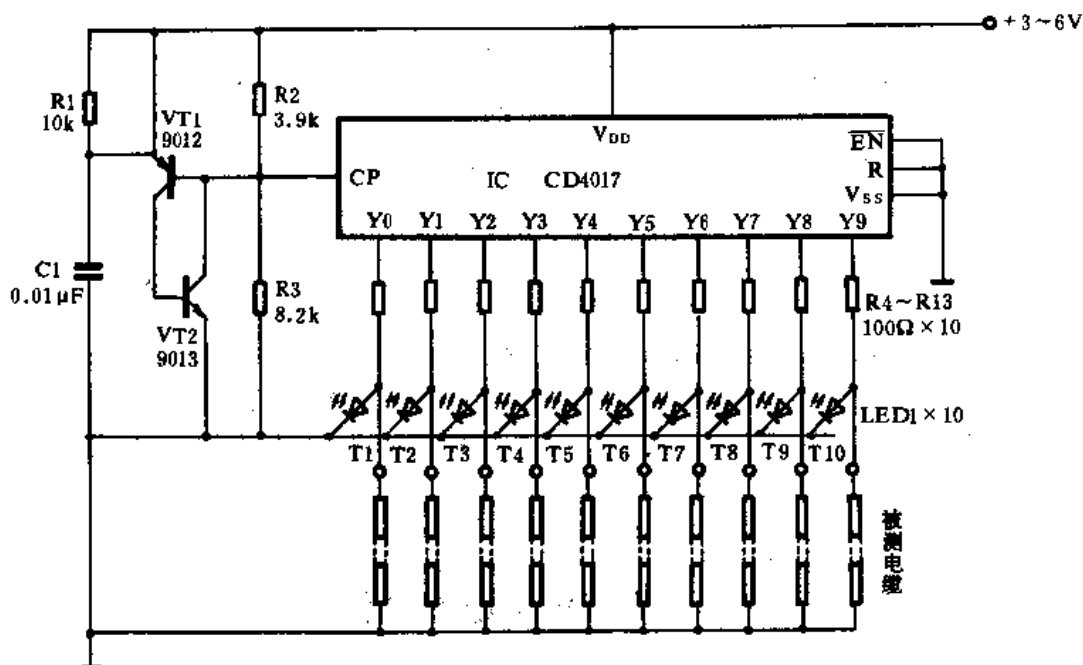 +3~6V
R1
10k
VT1
9012
R2
3.9k
VDD
EN
CP
IC CD4017
R
VSS
Y0 Y1 Y2 Y3 Y4 Y5 Y6 Y7 Y8 Y9
C1
0.01μF
R3
8.2k
R4~R13
100Ω×10
VT2
9013
LED1×10
T1 T2 T3 T4 T5 T6 T7 T8 T9 T10
被测电缆